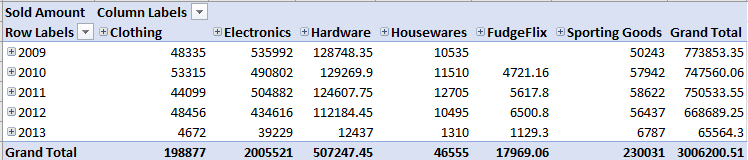 Sold Amount Column Labels
Row Labels Clothing Electronics Hardware Housewares FudgeFlix Sporting Goods Grand Total
2009 48335 535992 128748.35 10535 50243 773853.35
2010 53315 490802 129269.9 11510 4721.16 57942 747560.06
2011 44099 504882 124607.75 12705 5617.8 58622 750533.55
2012 48456 434616 112184.45 10495 6500.8 56437 668689.25
2013 4672 39229 12437 1310 1129.3 6787 65564.3
Grand Total 198877 2005521 507247.45 46555 17969.06 230031 3006200.51